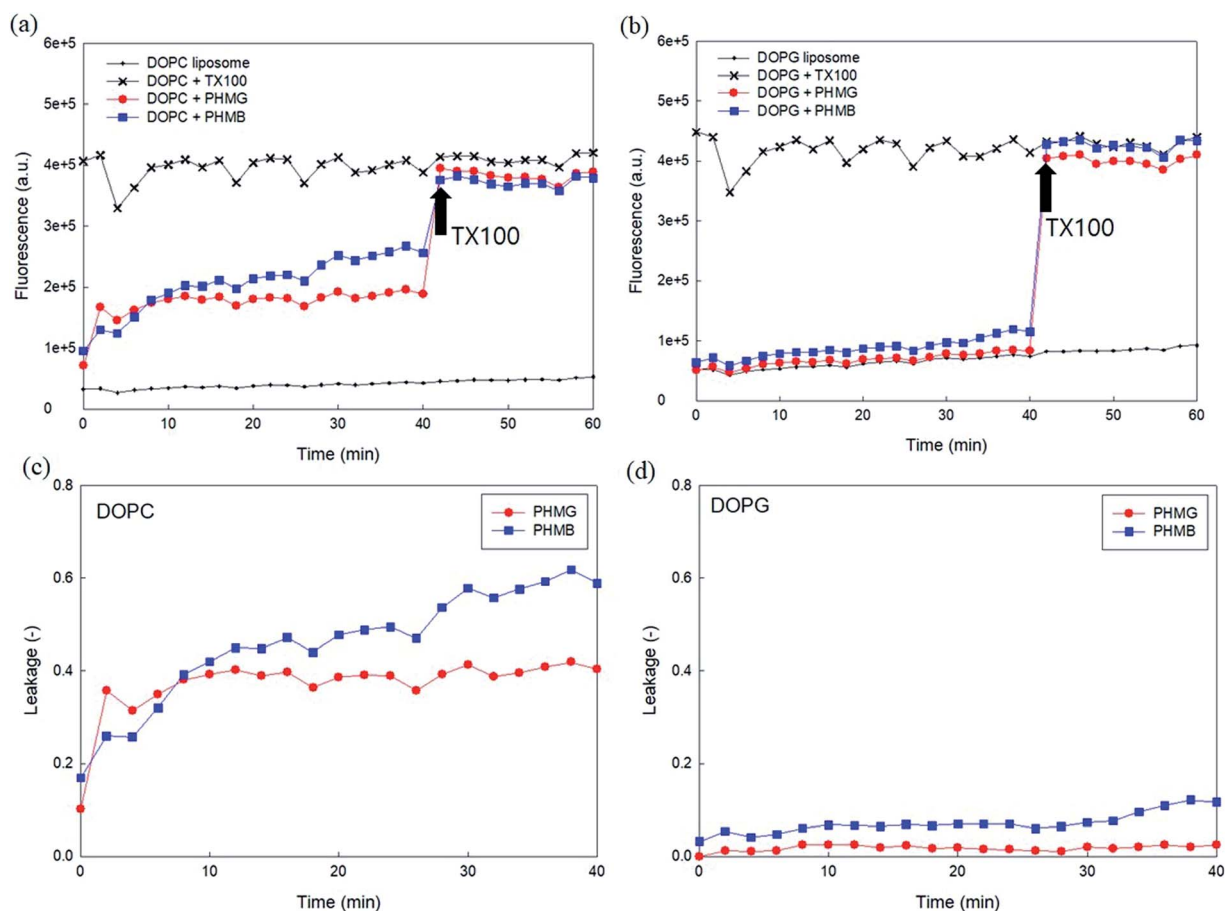 (a)
6e+5
5e+5
4e+5
3e+5
2e+5
1e+5
0
Fluorescence (a.u.)
DOPC liposome
DOPC + TX100
DOPC + PHMG
DOPC + PHMB
TX100
0 10 20 30 40 50 60
Time (min)
(b)
6e+5
5e+5
4e+5
3e+5
2e+5
1e+5
0
Fluorescence (a.u.)
DOPG liposome
DOPG + TX100
DOPG + PHMG
DOPG + PHMB
TX100
0 10 20 30 40 50 60
Time (min)
(c)
0.8
0.6
0.4
0.2
0.0
Leakage (-)
DOPC
PHMG
PHMB
0 10 20 30 40
Time (min)
(d)
0.8
0.6
0.4
0.2
0.0
Leakage (-)
DOPG
PHMG
PHMB
0 10 20 30 40
Time (min)